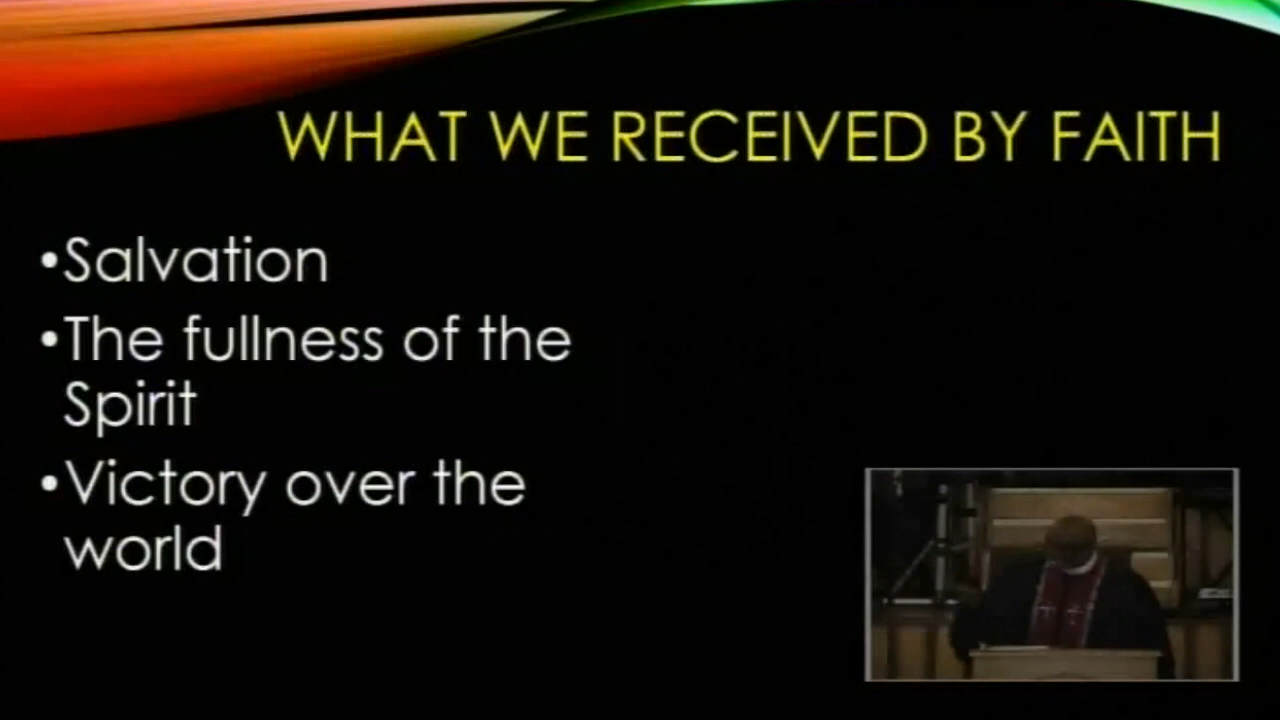 WHAT WE RECEIVED BY FAITH
•Salvation
•The fullness of the
Spirit
•Victory over the
world